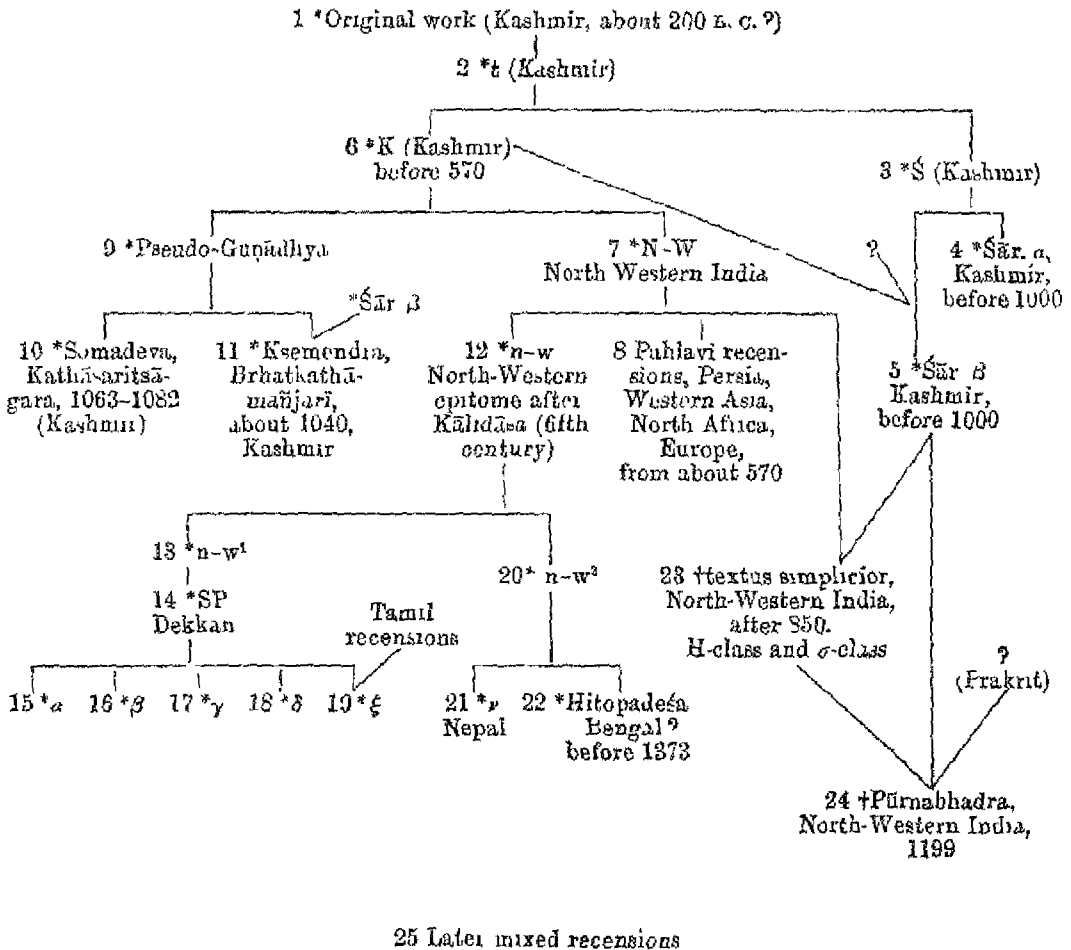 1 *Original work (Kashmir, about 200 B. C. ?)
2 *t (Kashmir)
6 *K (Kashmir)
before 570
3 *Ś (Kashmir)
9 *Pseudo-Guṇāḍhya
7 *N-W
North Western India
?
4 *Śār. α,
Kashmir,
before 1000
*Śār β
10 *Somadeva,
Kathāsaritsā-
gara, 1063-1082
(Kashmir)
11 *Ksemendra,
Brhatkathā-
mañjarī,
about 1040,
Kashmir
12 *n-w
North-Western
epitome after
Kālidāsa (6th
century)
8 Pahlavi recen-
sions, Persia,
Western Asia,
North Africa,
Europe,
from about 570
5 *Śār β
Kashmir,
before 1000
13 *n-w¹
14 *SP
Dekkan
Tamil
recensions
20* n-w²
23 †textus simplicior,
North-Western India,
after 850.
H-class and σ-class
?
(Prakrit)
15 *α
16 *β
17 *γ
18 *δ
19 *ξ
21 *ν
Nepal
22 *Hitopadeśa
Bengal ?
before 1373
24 †Pūrnabhadra,
North-Western India,
1199
25 Later mixed recensions